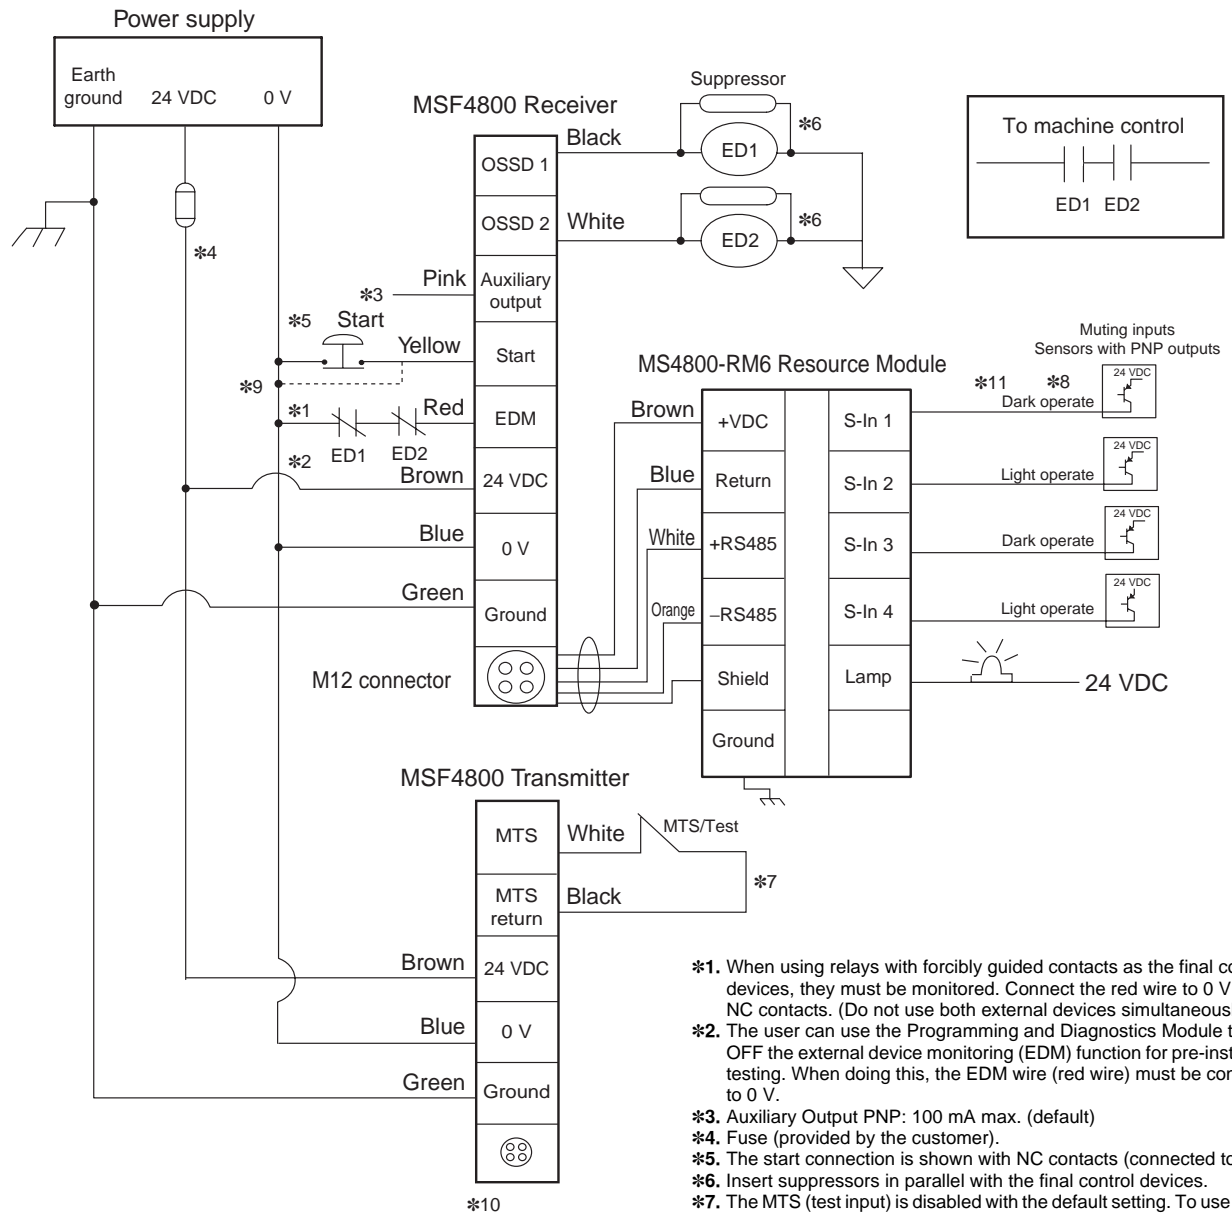 Power supply
Earth
ground 24 VDC 0 V
Suppressor
MSF4800 Receiver
To machine control
ED1 ED2
OSSD 1
Black
ED1
✽6
OSSD 2
White
ED2
✽6
✽4
Auxiliary
output
Pink
✽3
✽5
Start
Yellow
Start
✽9
✽1
Red
EDM
ED1 ED2
✽2
Brown
24 VDC
Blue
0 V
Green
Ground
M12 connector
MS4800-RM6 Resource Module
Muting inputs
Sensors with PNP outputs
✽11 ✽8
Brown
+VDC
S-In 1
Dark operate
24 VDC
Blue
Return
S-In 2
Light operate
24 VDC
White
+RS485
S-In 3
Dark operate
24 VDC
Orange
–RS485
S-In 4
Light operate
24 VDC
Shield
Lamp
24 VDC
Ground
MSF4800 Transmitter
MTS
White
MTS/Test
✽7
MTS
return
Black
Brown
24 VDC
Blue
0 V
Green
Ground
✽10
✽1. When using relays with forcibly guided contacts as the final
devices, they must be monitored. Connect the red wire to 0 V
NC contacts. (Do not use both external devices
✽2. The user can use the Programming and Diagnostics Module
OFF the external device monitoring (EDM) function for
testing. When doing this, the EDM wire (red wire) must be
to 0 V.
✽3. Auxiliary Output PNP: 100 mA max. (default)
✽4. Fuse (provided by the customer).
✽5. The start connection is shown with NC contacts (connected
✽6. Insert suppressors in parallel with the final control devices.
✽7. The MTS (test input) is disabled with the default setting. To use